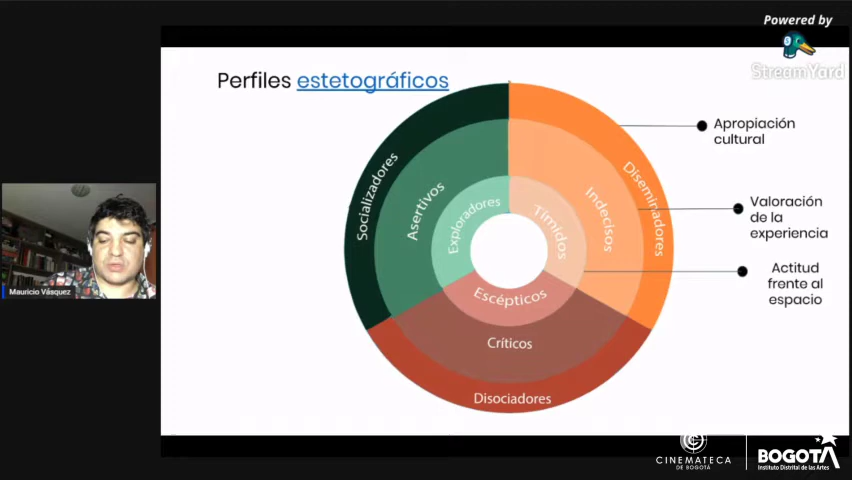 Powered by
StreamYard
Perfiles estetográficos
Socializadores
Asertivos
Exploradores
Tímidos
Indecisos
Diseminadores
Escépticos
Críticos
Disociadores
Apropiación
cultural
Valoración
de la
experiencia
Actitud
frente al
espacio
Mauricio Vásquez
CINEMATECA
DE BOGOTÁ
BOGOTÁ
Instituto Distrital de las Artes